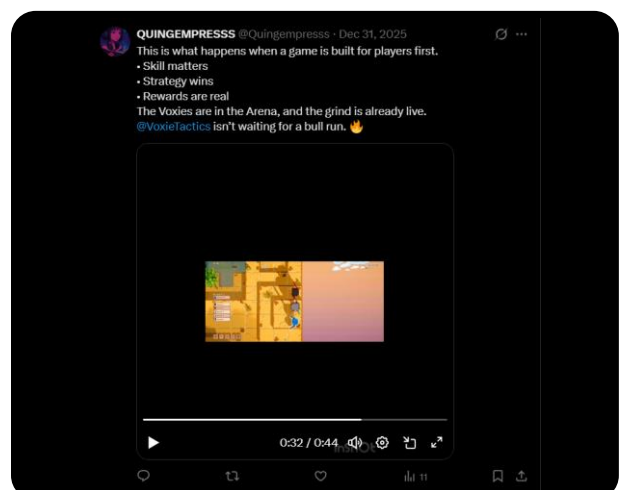 QUINGEMPRESSS @Quingempresss · Dec 31, 2025
This is what happens when a game is built for players first.
• Skill matters
• Strategy wins
• Rewards are real
The Voxies are in the Arena, and the grind is already live.
@VoxieTactics isn't waiting for a bull run. 🔥
0:32 / 0:44
InShot
11